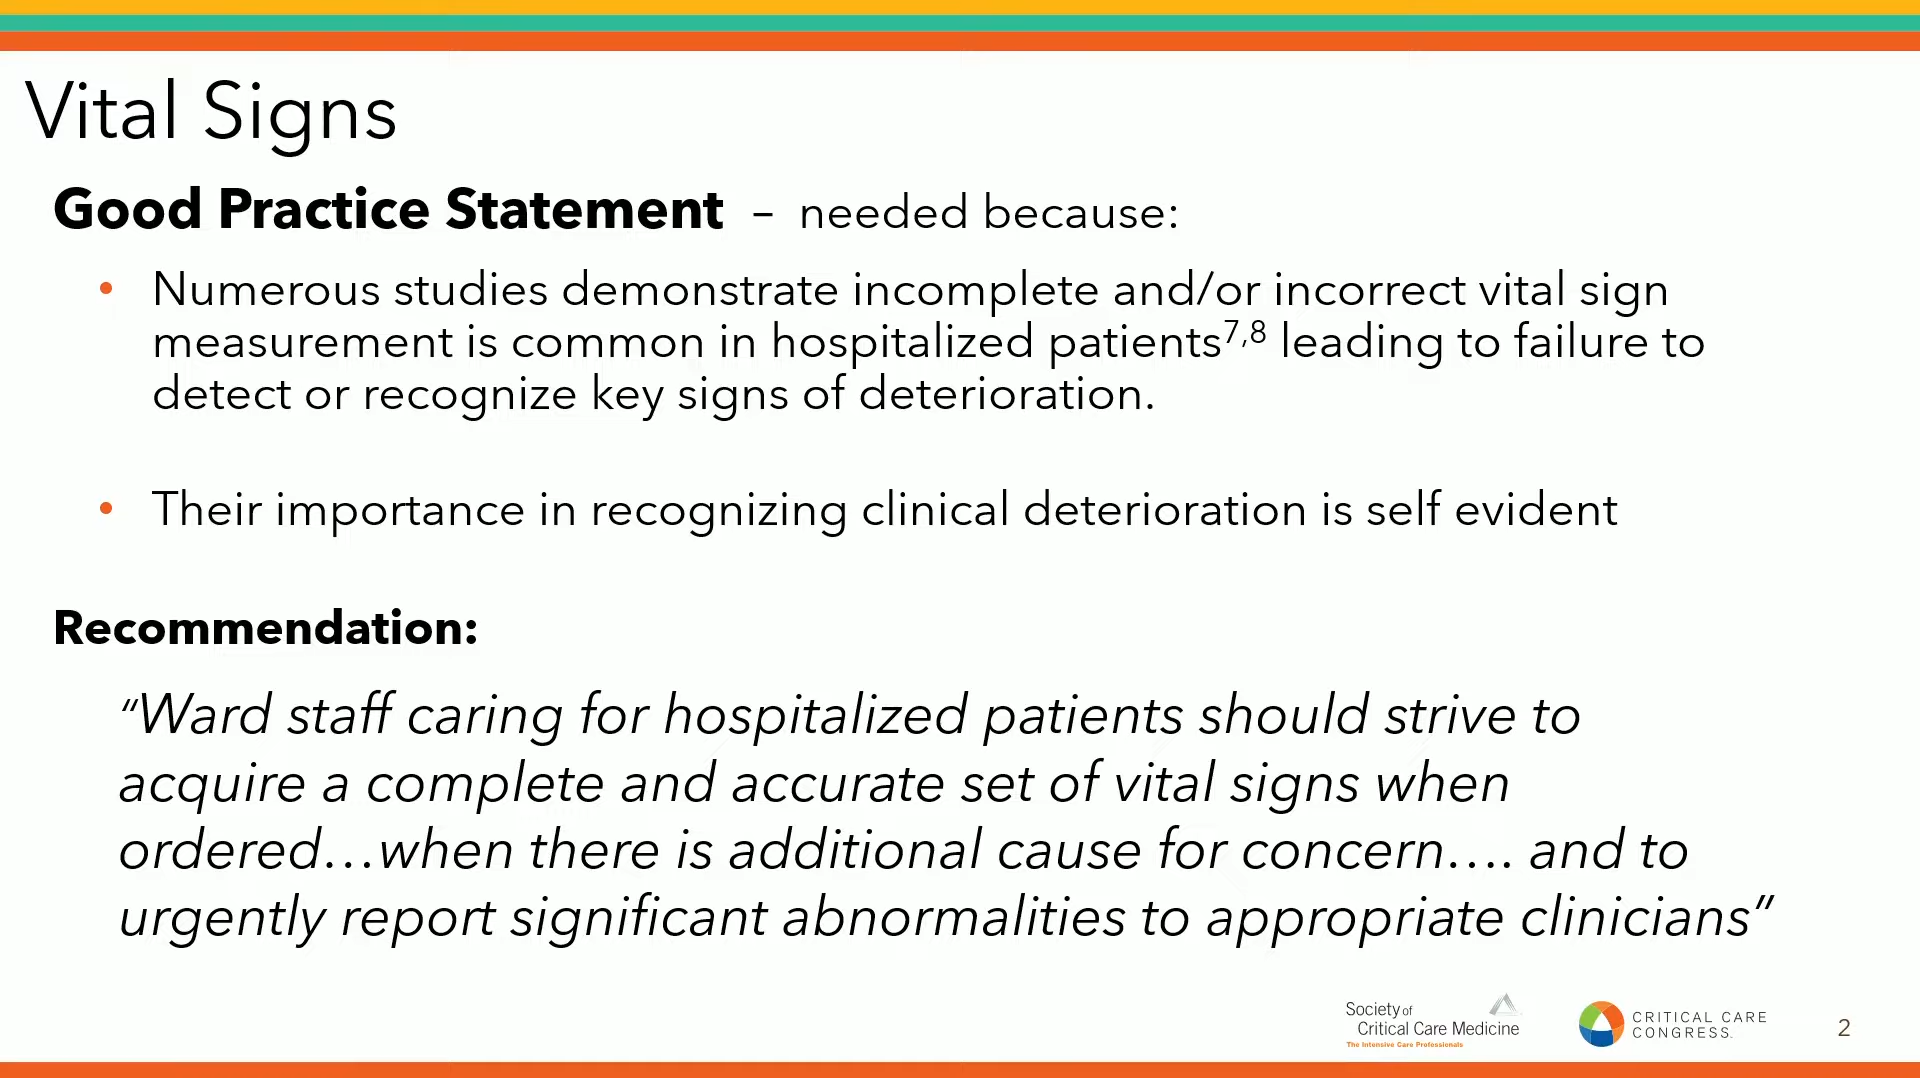 Vital Signs
Good Practice Statement – needed because:
• Numerous studies demonstrate incomplete and/or incorrect vital sign
measurement is common in hospitalized patients7,8 leading to failure to
detect or recognize key signs of deterioration.
• Their importance in recognizing clinical deterioration is self evident
Recommendation:
“Ward staff caring for hospitalized patients should strive to
acquire a complete and accurate set of vital signs when
ordered…when there is additional cause for concern…. and to
urgently report significant abnormalities to appropriate clinicians”
Society of
Critical Care Medicine
The Intensive Care Professionals
CRITICAL CARE
CONGRESS.
2